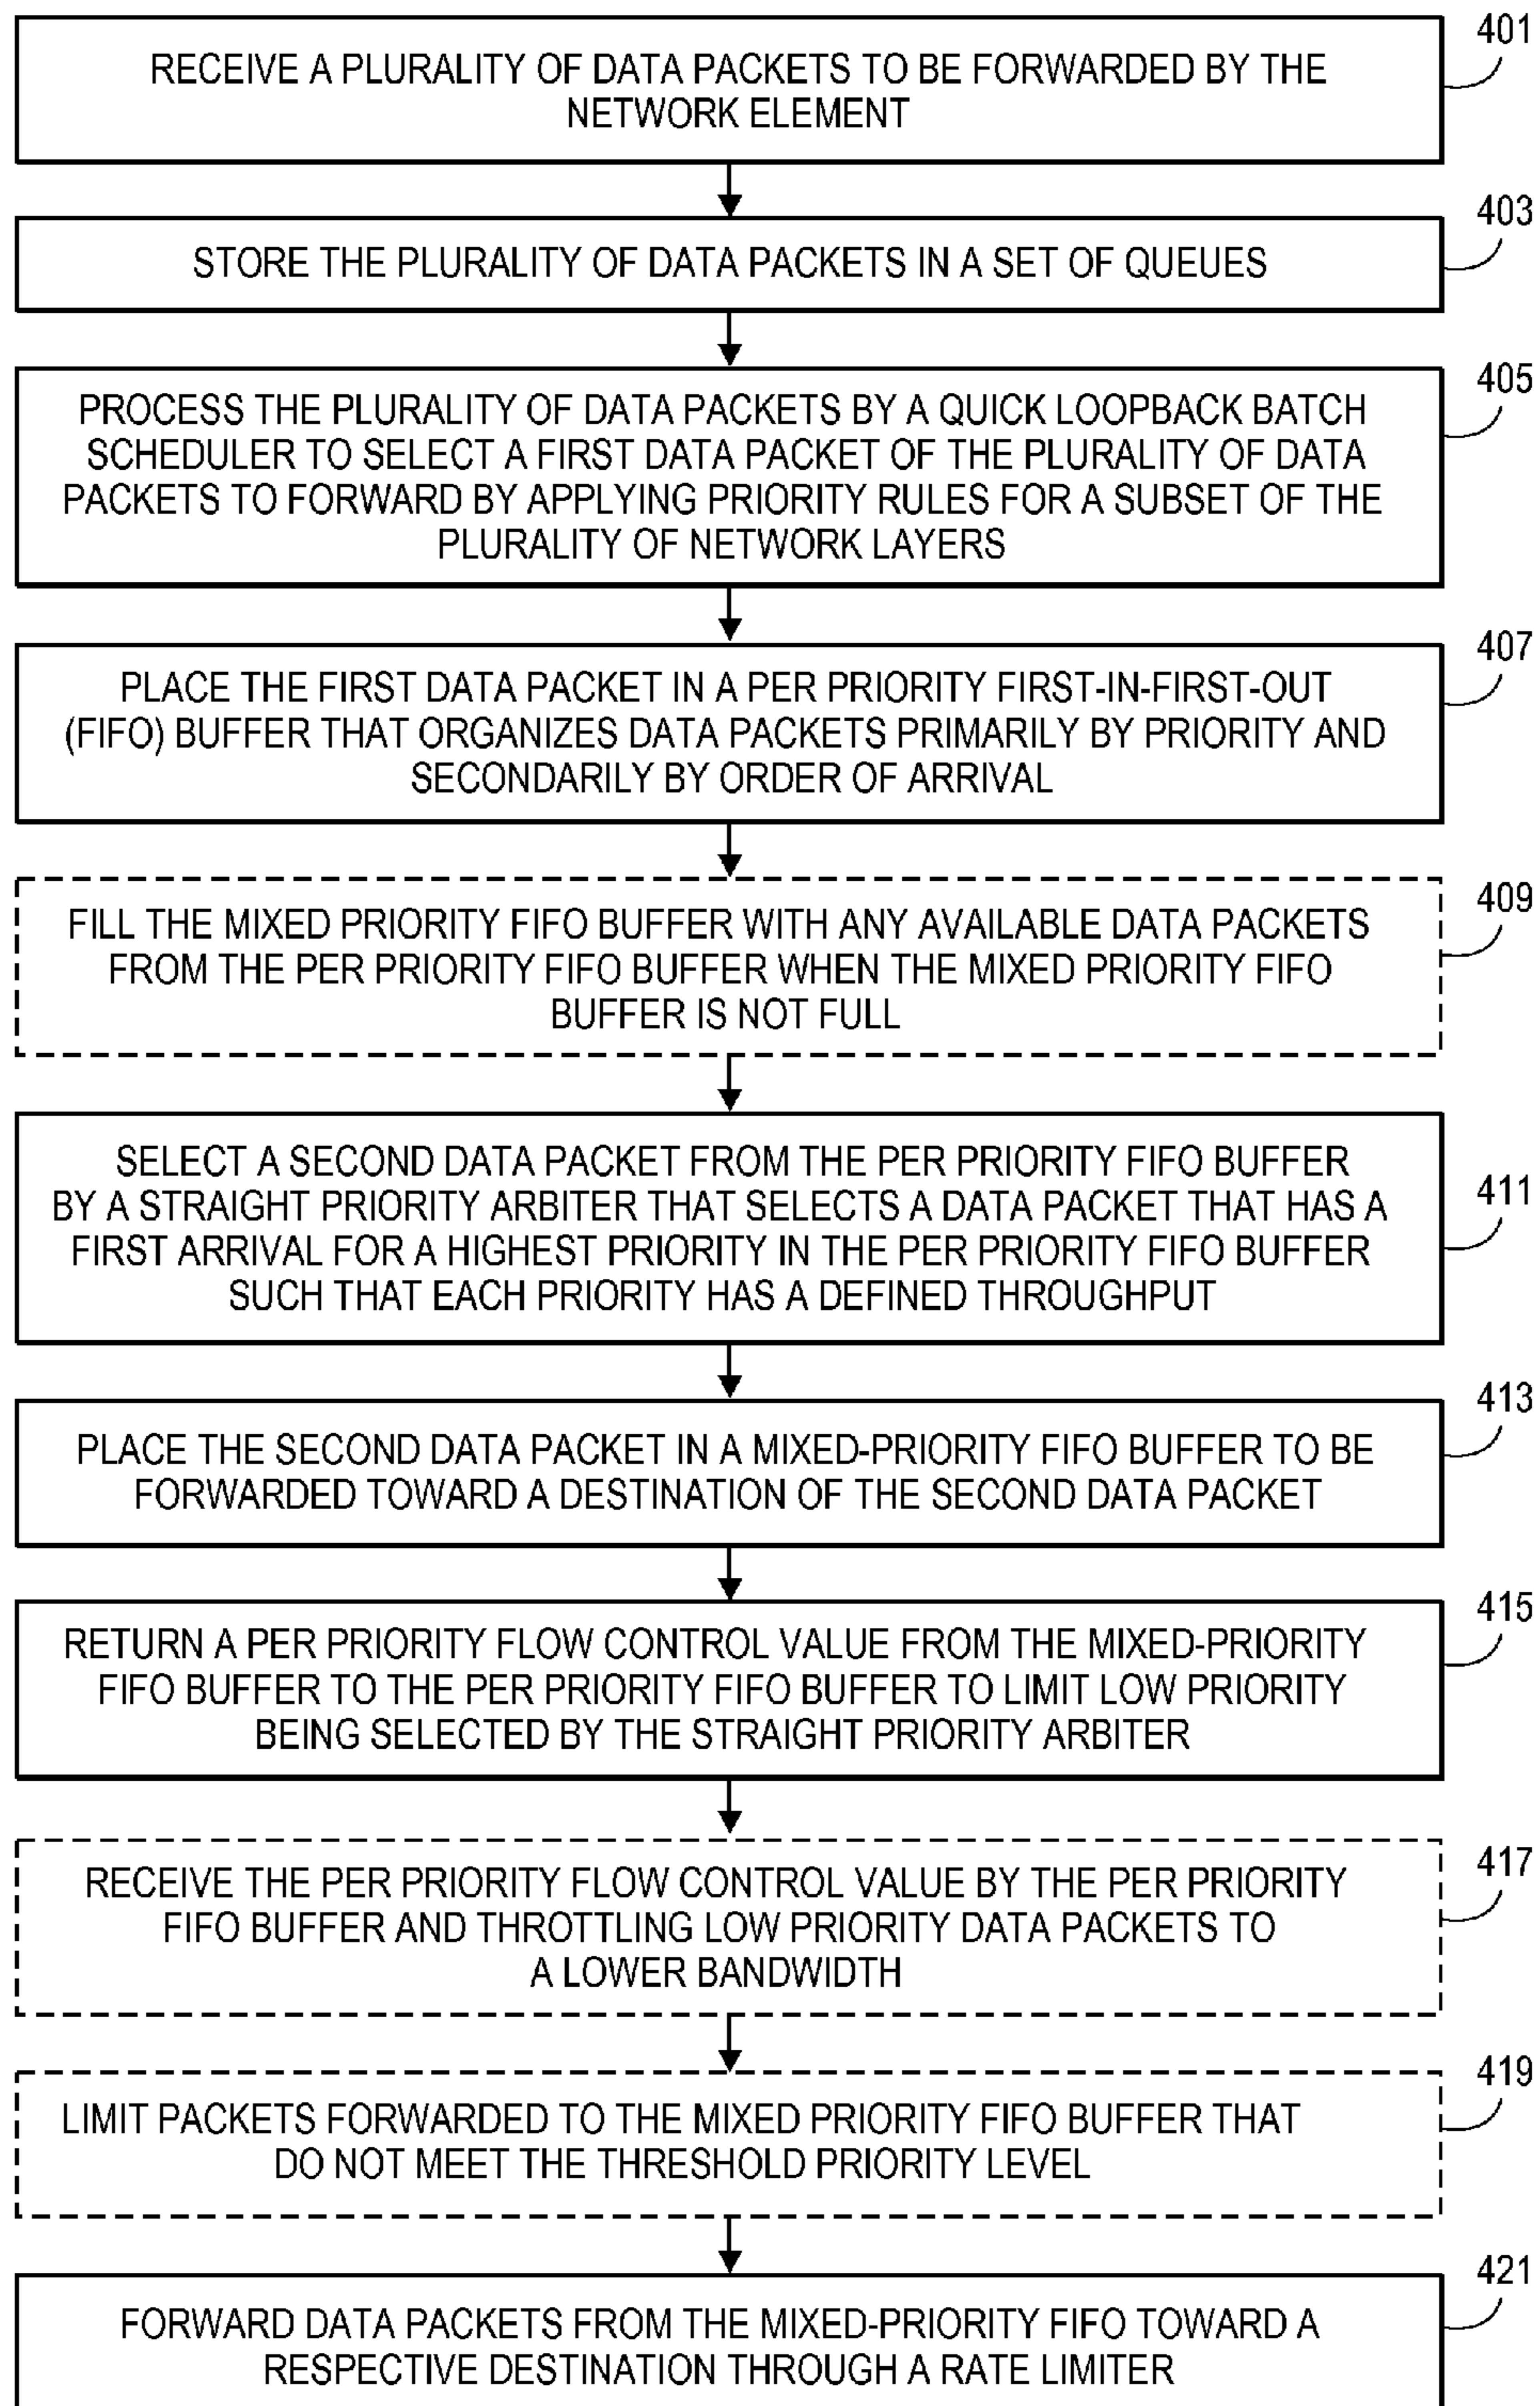 401
RECEIVE A PLURALITY OF DATA PACKETS TO BE FORWARDED BY THE
NETWORK ELEMENT
403
STORE THE PLURALITY OF DATA PACKETS IN A SET OF QUEUES
405
PROCESS THE PLURALITY OF DATA PACKETS BY A QUICK LOOPBACK BATCH
SCHEDULER TO SELECT A FIRST DATA PACKET OF THE PLURALITY OF DATA
PACKETS TO FORWARD BY APPLYING PRIORITY RULES FOR A SUBSET OF THE
PLURALITY OF NETWORK LAYERS
407
PLACE THE FIRST DATA PACKET IN A PER PRIORITY FIRST-IN-FIRST-OUT
(FIFO) BUFFER THAT ORGANIZES DATA PACKETS PRIMARILY BY PRIORITY AND
SECONDARILY BY ORDER OF ARRIVAL
409
FILL THE MIXED PRIORITY FIFO BUFFER WITH ANY AVAILABLE DATA PACKETS
FROM THE PER PRIORITY FIFO BUFFER WHEN THE MIXED PRIORITY FIFO
BUFFER IS NOT FULL
411
SELECT A SECOND DATA PACKET FROM THE PER PRIORITY FIFO BUFFER
BY A STRAIGHT PRIORITY ARBITER THAT SELECTS A DATA PACKET THAT HAS A
FIRST ARRIVAL FOR A HIGHEST PRIORITY IN THE PER PRIORITY FIFO BUFFER
SUCH THAT EACH PRIORITY HAS A DEFINED THROUGHPUT
413
PLACE THE SECOND DATA PACKET IN A MIXED-PRIORITY FIFO BUFFER TO BE
FORWARDED TOWARD A DESTINATION OF THE SECOND DATA PACKET
415
RETURN A PER PRIORITY FLOW CONTROL VALUE FROM THE MIXED-PRIORITY
FIFO BUFFER TO THE PER PRIORITY FIFO BUFFER TO LIMIT LOW PRIORITY
BEING SELECTED BY THE STRAIGHT PRIORITY ARBITER
417
RECEIVE THE PER PRIORITY FLOW CONTROL VALUE BY THE PER PRIORITY
FIFO BUFFER AND THROTTLING LOW PRIORITY DATA PACKETS TO
A LOWER BANDWIDTH
419
LIMIT PACKETS FORWARDED TO THE MIXED PRIORITY FIFO BUFFER THAT
DO NOT MEET THE THRESHOLD PRIORITY LEVEL
421
FORWARD DATA PACKETS FROM THE MIXED-PRIORITY FIFO TOWARD A
RESPECTIVE DESTINATION THROUGH A RATE LIMITER